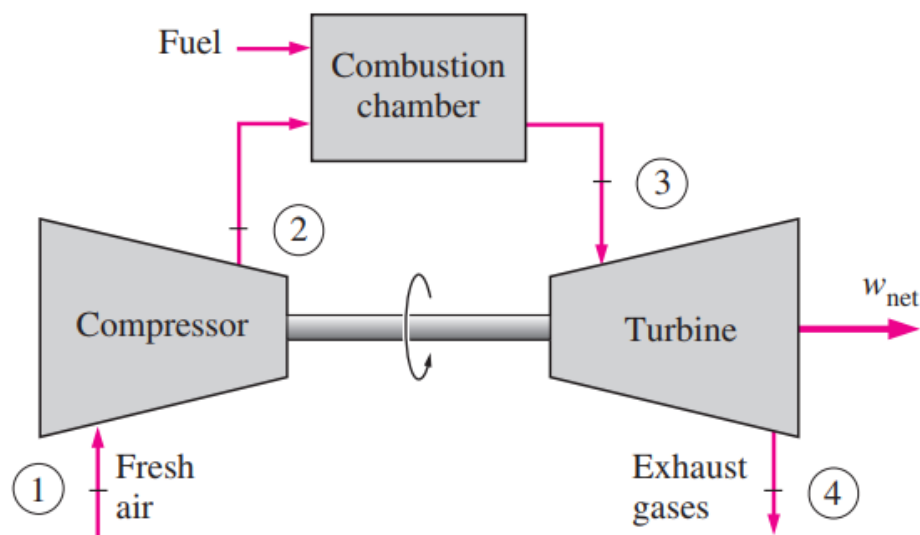 Fuel
Combustion
chamber
2
3
Compressor
Turbine
w_net
1
Fresh
air
Exhaust
gases
4